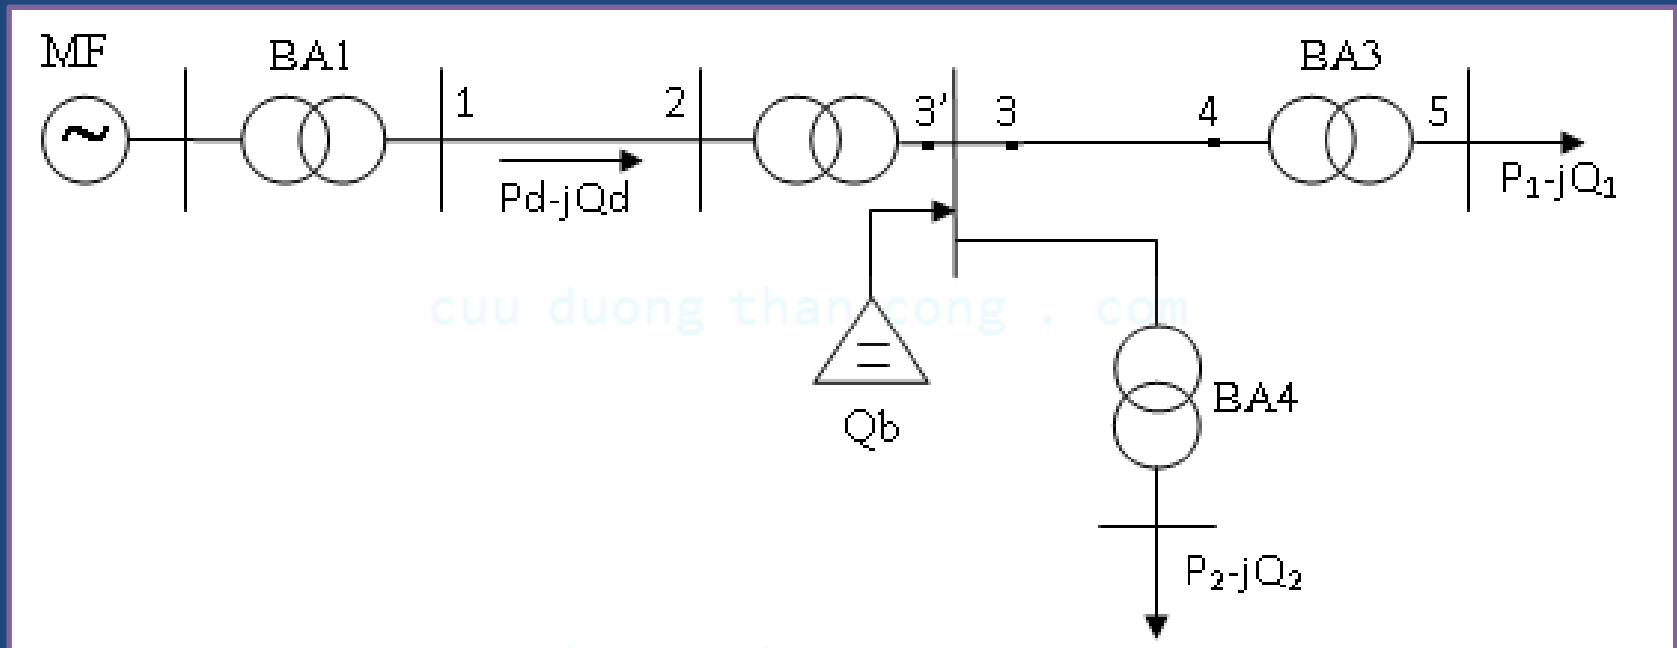 MF
BA1
BA3
1
2
3’
3
4
5
Pd-jQd
P₁-jQ₁
cuu duong than cong . com
Qb
BA4
P₂-jQ₂